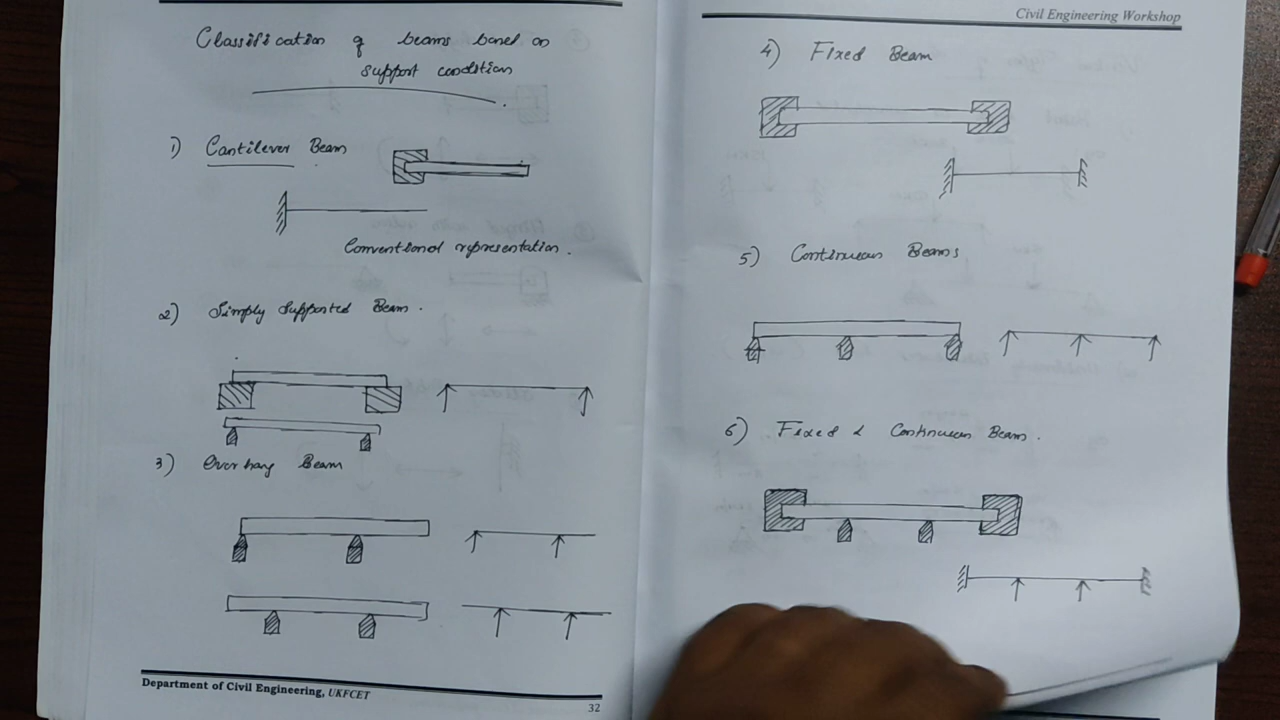 Classification of beams based on
support condition
1) Cantilever Beam
Conventional representation.
2) Simply Supported Beam.
3) Over hang Beam
Department of Civil Engineering, UKFCET
32
Civil Engineering Workshop
4) Fixed Beam
5) Continuous Beams
6) Fixed & Continuous Beam.